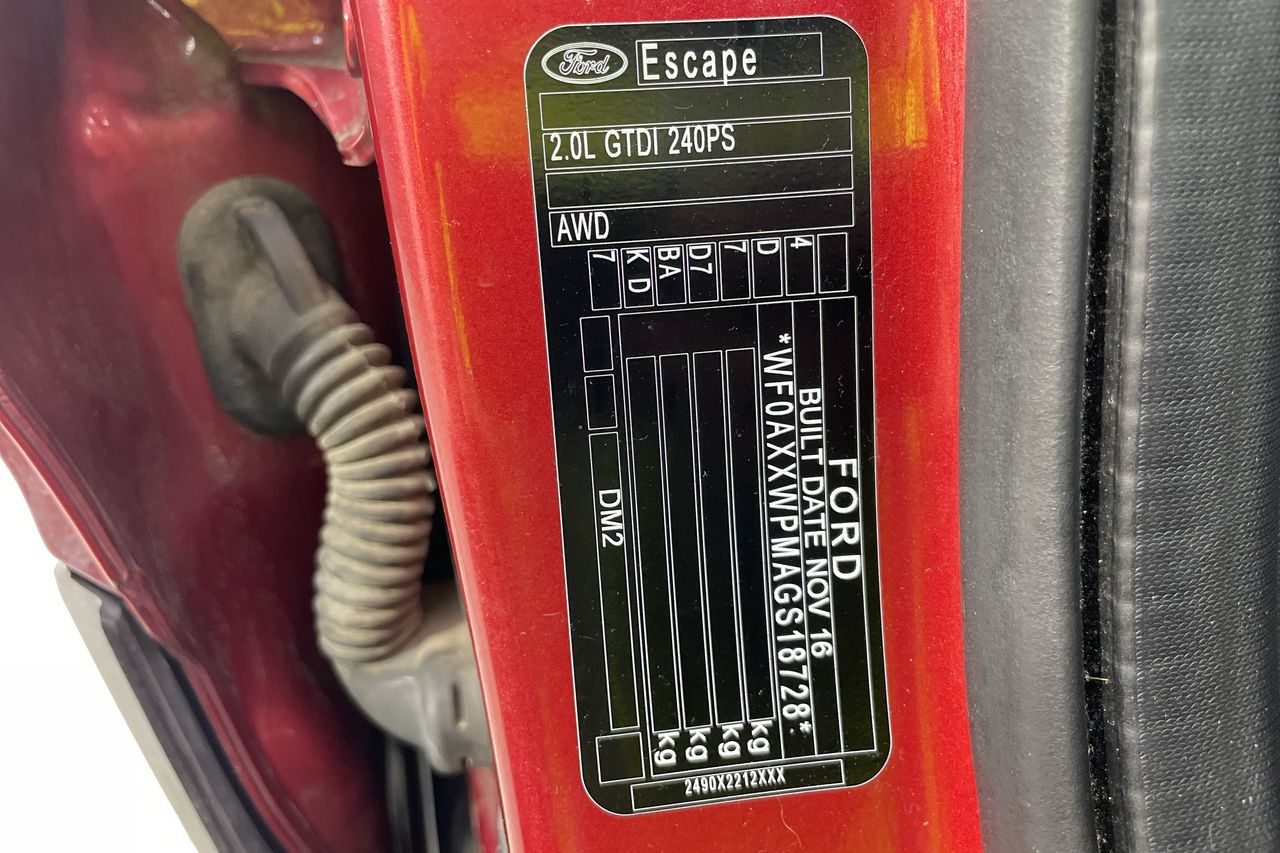 Ford
Escape
2.0L GTDI 240PS
AWD
7 K D BA D7 7 D 4
FORD
BUILT DATE NOV 16
*WF0AXXWPMAGS18728*
kg
kg
kg
kg
DM2
2490X2212XXX